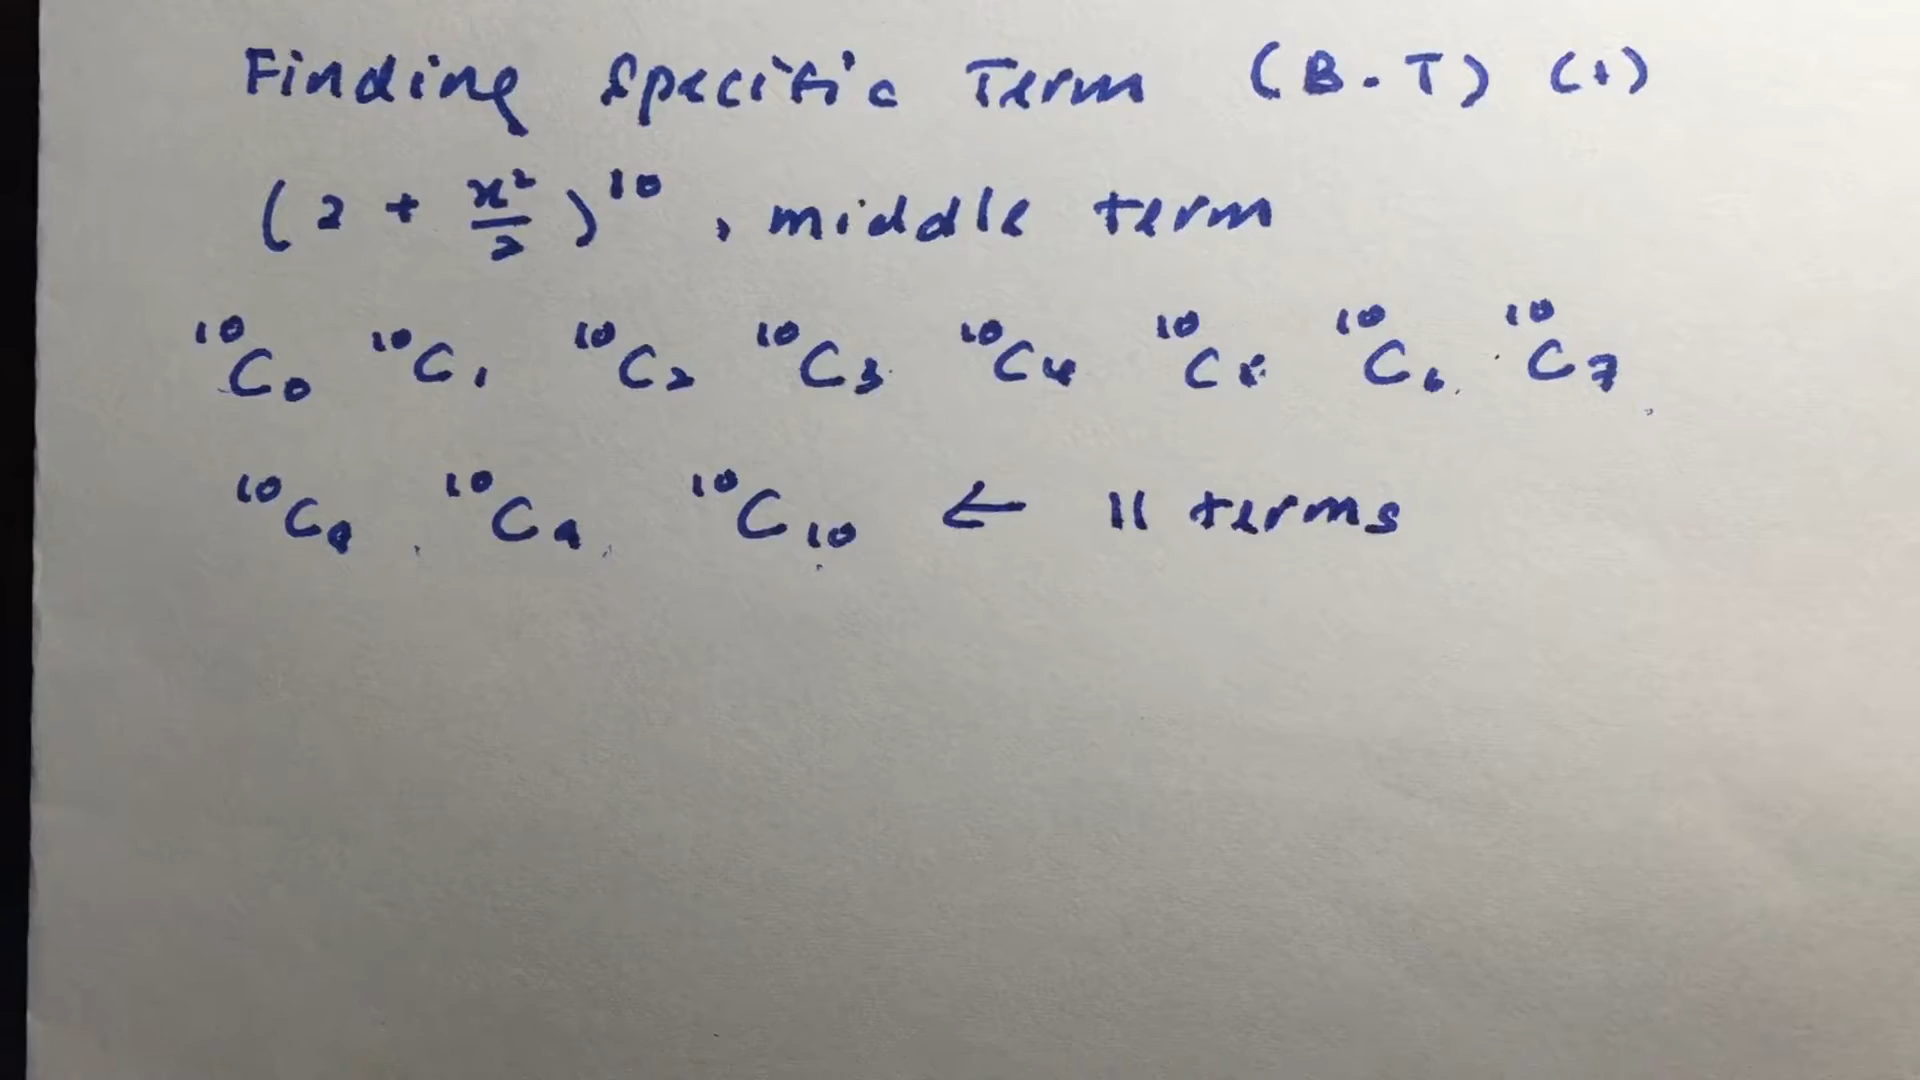 Finding Specific Term (B.T) (1)
(2 + x²/2)¹⁰, middle term
¹⁰C₀ ¹⁰C₁ ¹⁰C₂ ¹⁰C₃ ¹⁰C₄ ¹⁰C₅ ¹⁰C₆ ¹⁰C₇
¹⁰C₈ ¹⁰C₉ ¹⁰C₁₀ ← 11 terms